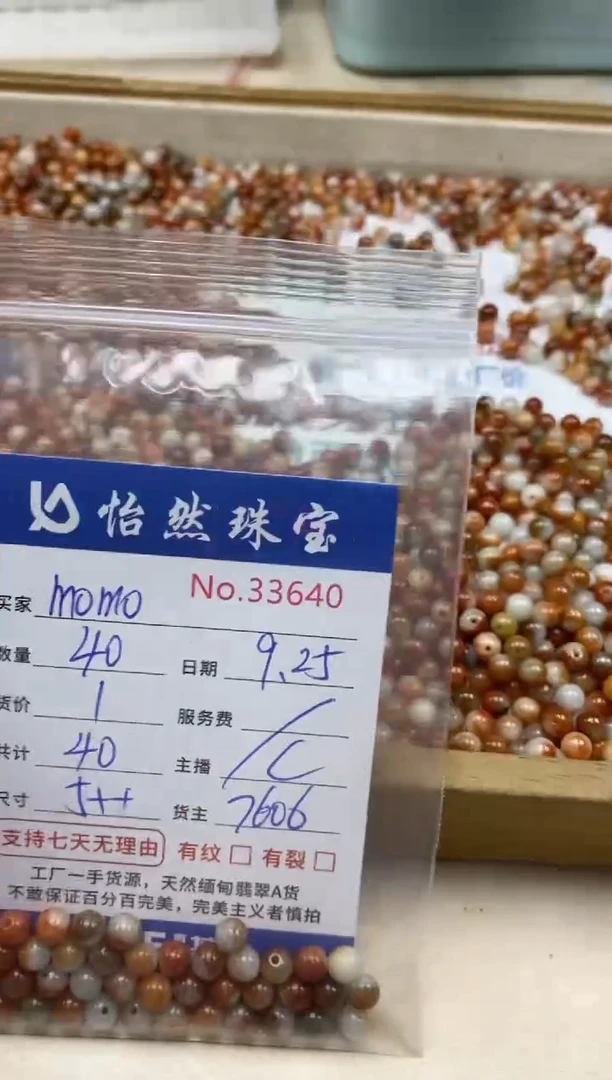 怡然珠宝
No.33640
买家 momo
数量 40 日期 9.25
货价 1 服务费 /
共计 40 主播 C
尺寸 5++ 货主 7606
支持七天无理由 有纹 □ 有裂 □
工厂一手货源，天然缅甸翡翠A货
不敢保证百分百完美，完美主义者慎拍
厂价